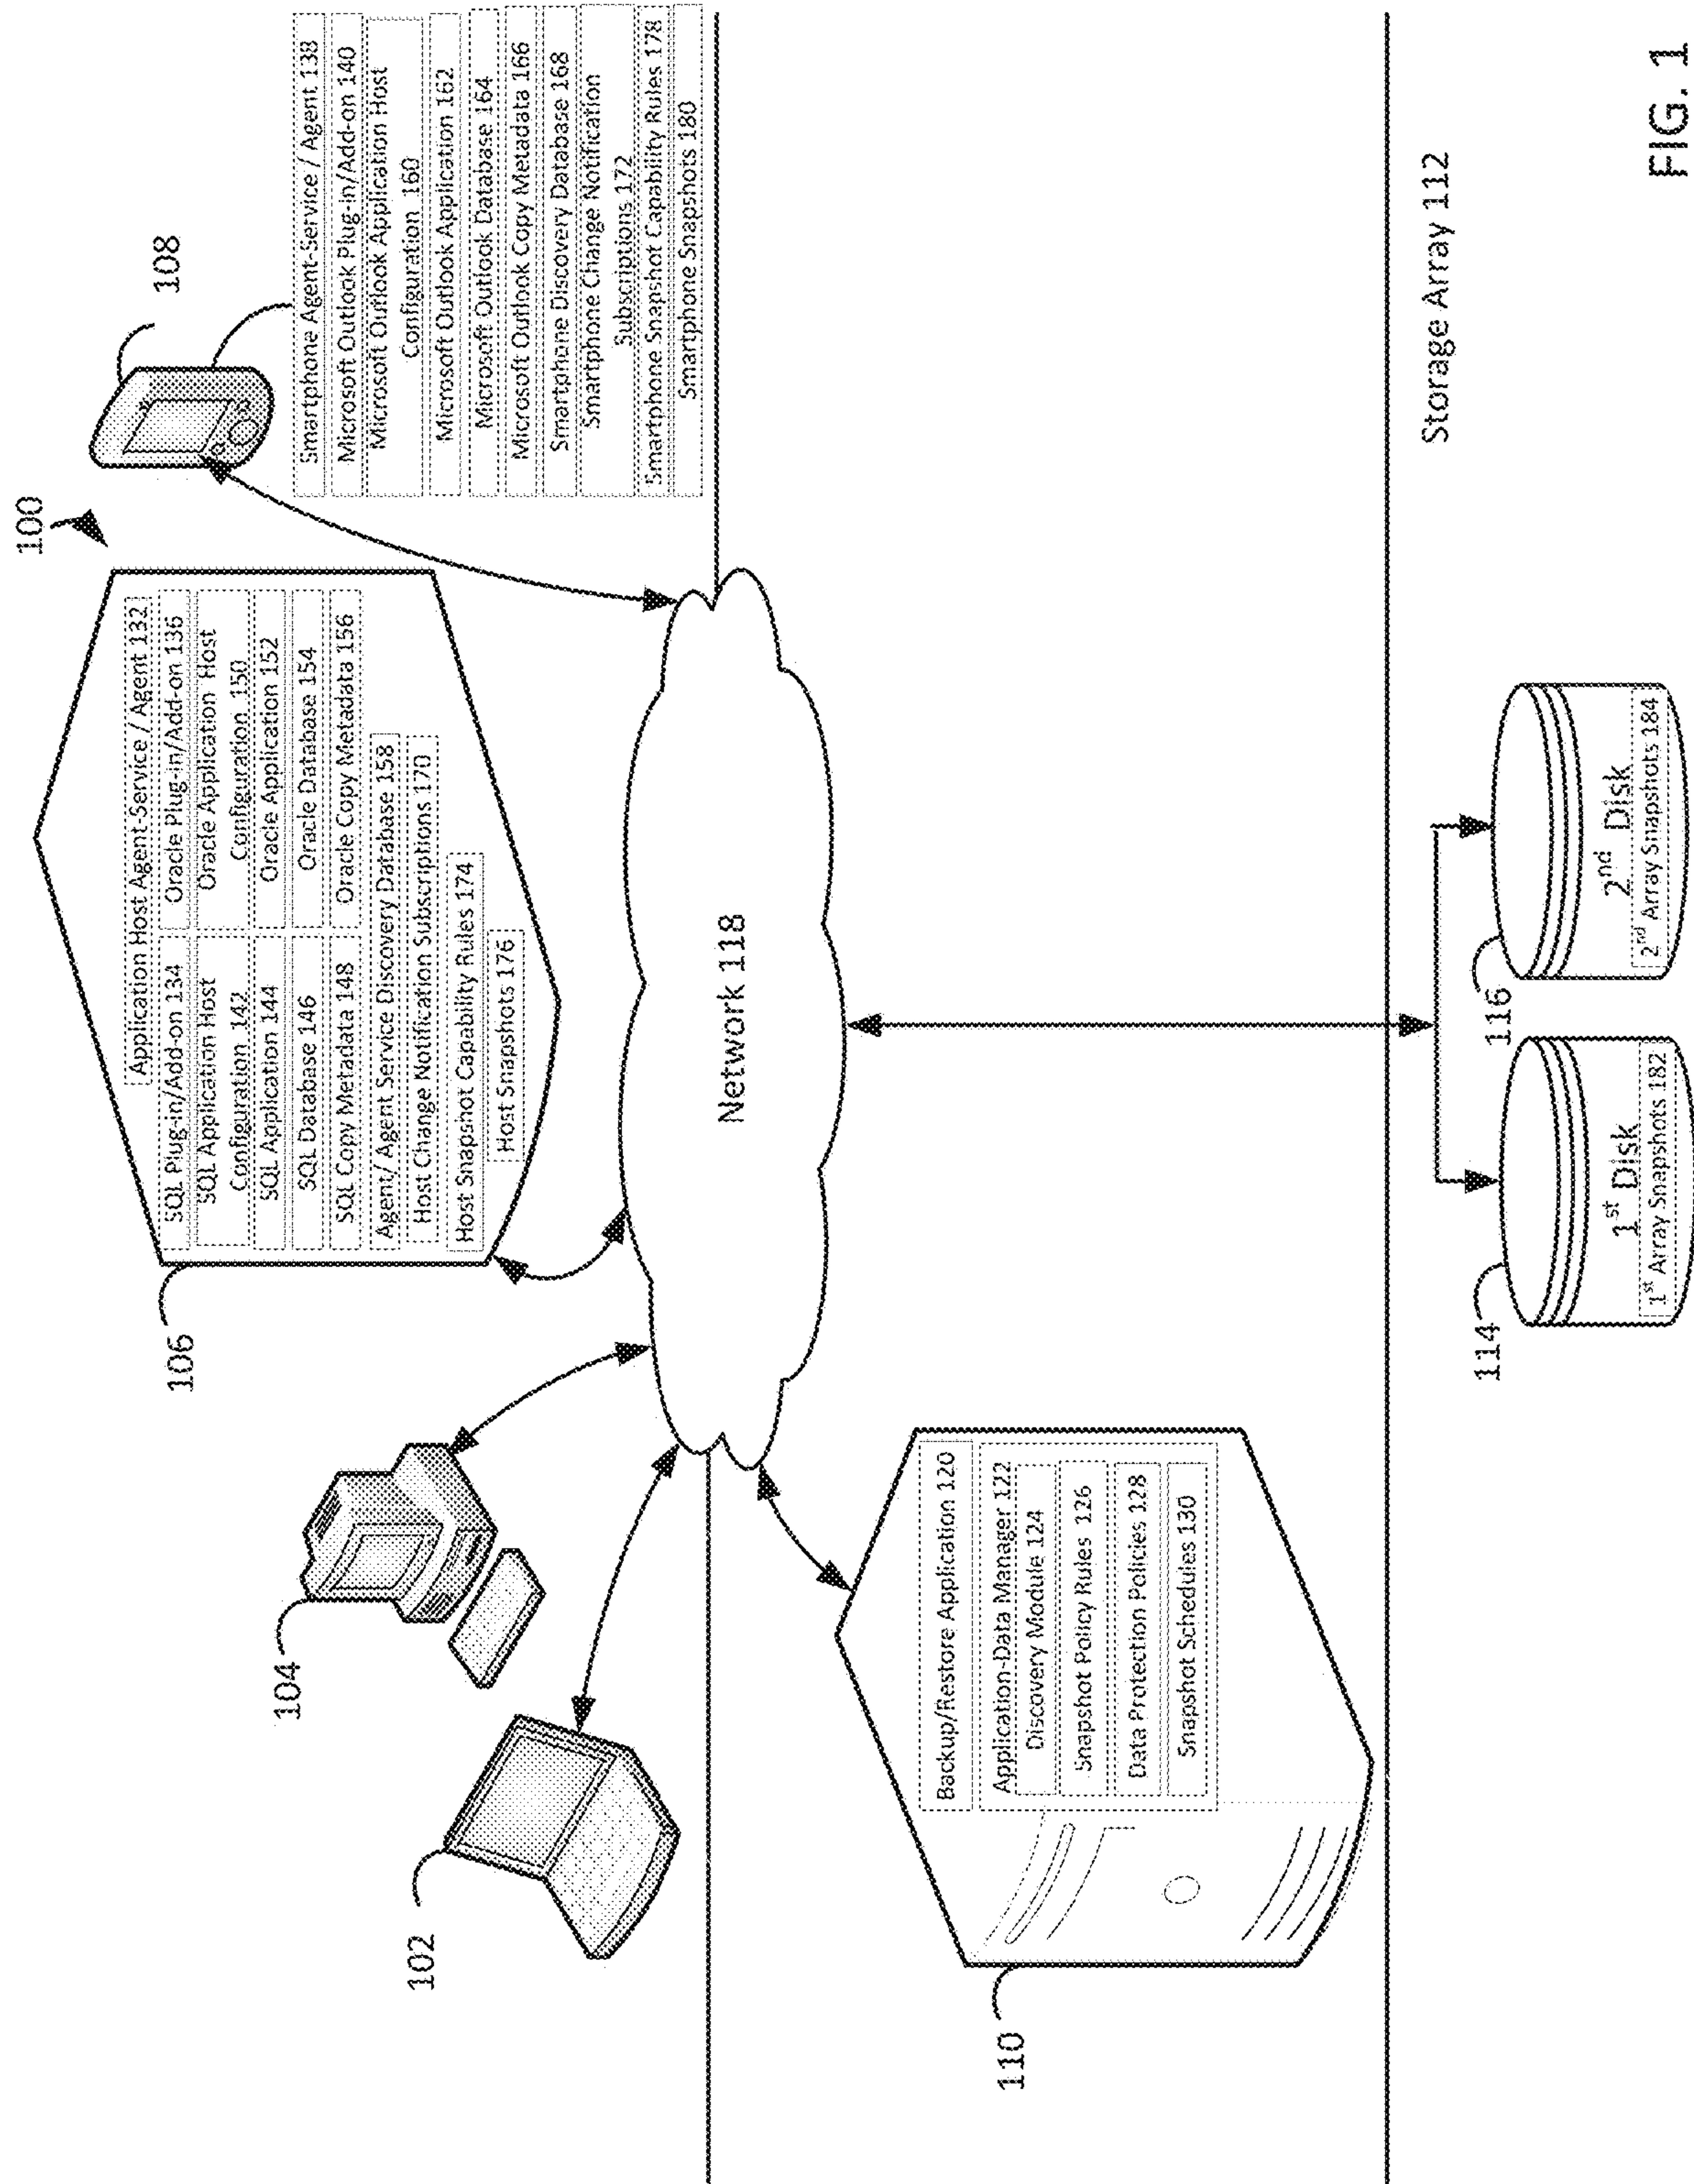 100
108
Smartphone Agent-Service / Agent 138
Microsoft Outlook Plug-in/Add-on 140
Microsoft Outlook Application Host
Configuration 160
Microsoft Outlook Application 162
Microsoft Outlook Database 164
Microsoft Outlook Copy Metadata 166
Smartphone Discovery Database 168
Smartphone Change Notification
Subscriptions 172
Smartphone Snapshot Capability Rules 178
Smartphone Snapshots 180
106
Application Host Agent-Service / Agent 132
SQL Plug-in/Add-on 134
SQL Application Host
Configuration 142
SQL Application 144
SQL Database 146
SQL Copy Metadata 148
Oracle Plug-in/Add-on 136
Oracle Application Host
Configuration 150
Oracle Application 152
Oracle Database 154
Oracle Copy Metadata 156
Agent/ Agent Service Discovery Database 158
Host Change Notification Subscriptions 170
Host Snapshot Capability Rules 174
Host Snapshots 176
104
102
Network 118
110
Backup/Restore Application 120
Application-Data Manager 122
Discovery Module 124
Snapshot Policy Rules 126
Data Protection Policies 128
Snapshot Schedules 130
Storage Array 112
114
1st Disk
1st Array Snapshots 182
116
2nd Disk
2nd Array Snapshots 184
FIG. 1